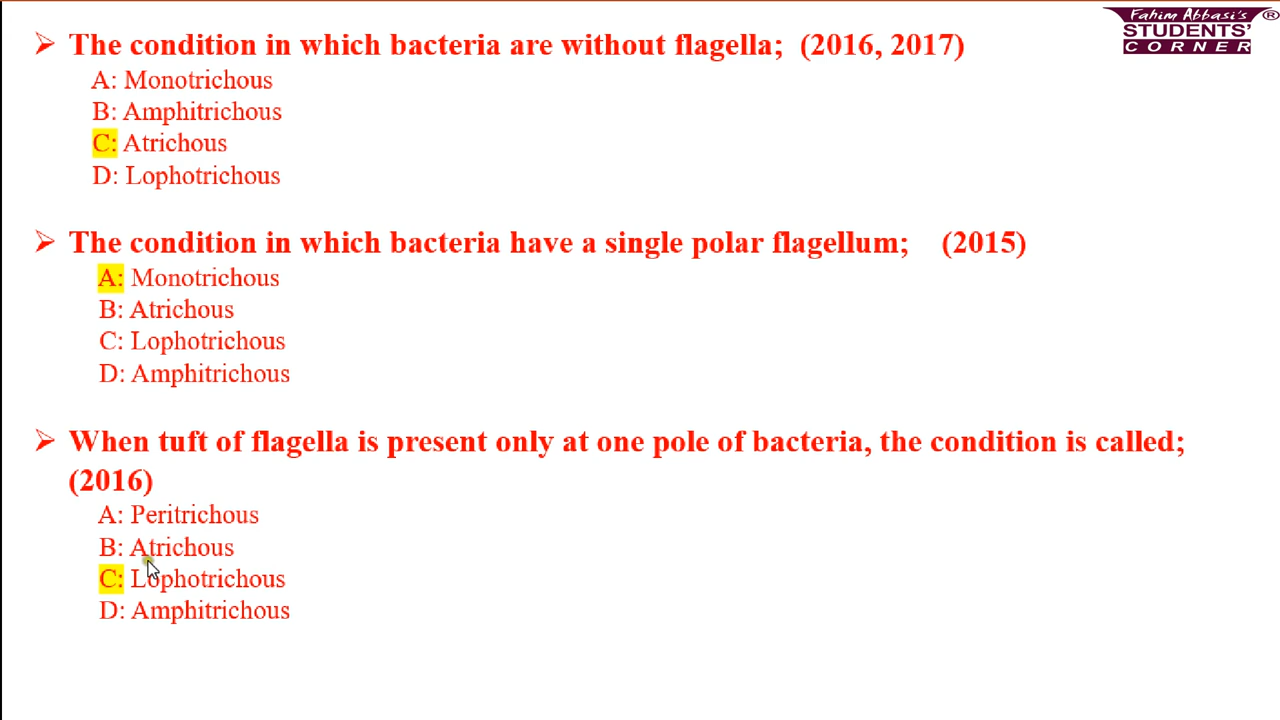 Fahim Abbasi's
STUDENTS'
CORNER
®
➢ The condition in which bacteria are without flagella; (2016, 2017)
A: Monotrichous
B: Amphitrichous
C: Atrichous
D: Lophotrichous
➢ The condition in which bacteria have a single polar flagellum; (2015)
A: Monotrichous
B: Atrichous
C: Lophotrichous
D: Amphitrichous
➢ When tuft of flagella is present only at one pole of bacteria, the condition is called;
(2016)
A: Peritrichous
B: Atrichous
C: Lophotrichous
D: Amphitrichous